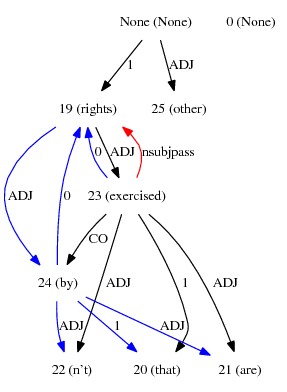 None (None) 0 (None)
1 ADJ
19 (rights) 25 (other)
0 ADJ nsubjpass
ADJ 0 23 (exercised)
CO
24 (by) ADJ 1 ADJ
ADJ 1 ADJ
22 (n't) 20 (that) 21 (are)